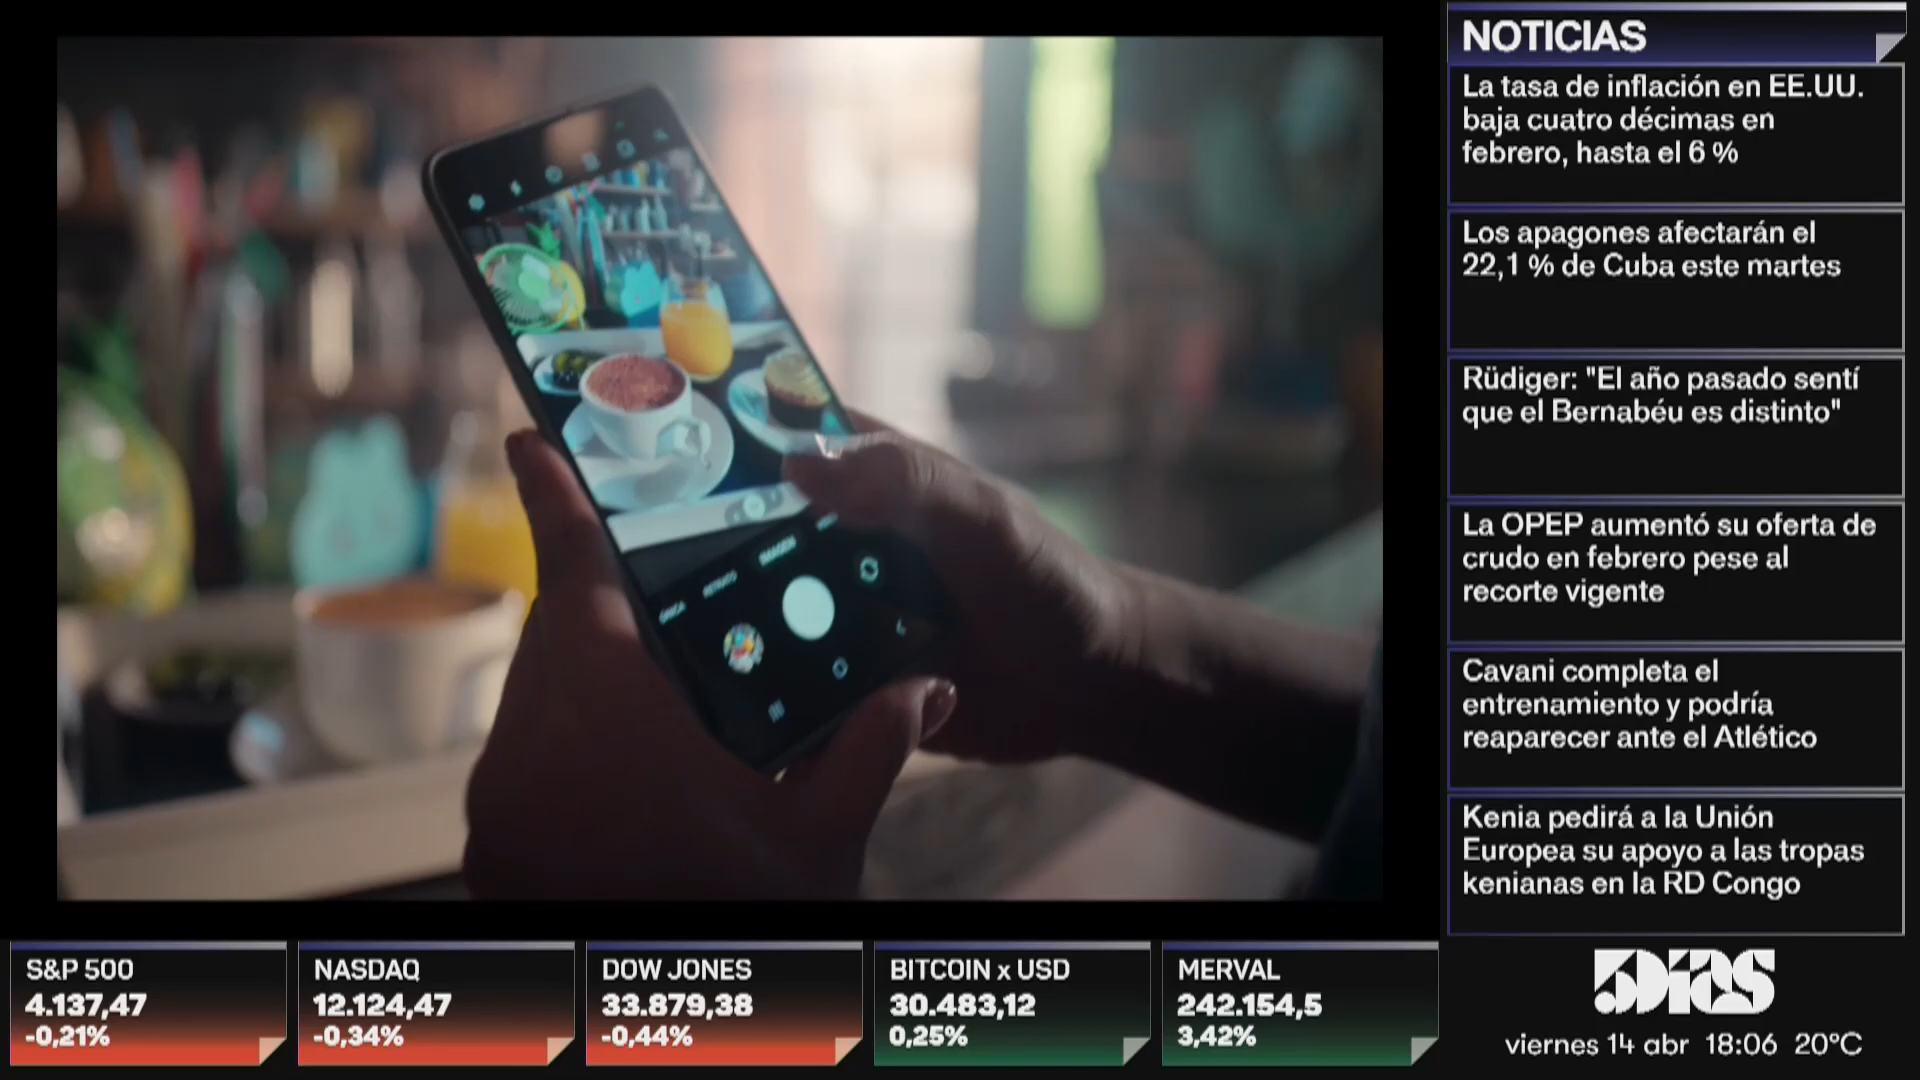 NOTICIAS
La tasa de inflación en EE.UU.
baja cuatro décimas en
febrero, hasta el 6 %
Los apagones afectarán el
22,1 % de Cuba este martes
Rüdiger: "El año pasado sentí
que el Bernabéu es distinto"
La OPEP aumentó su oferta de
crudo en febrero pese al
recorte vigente
Cavani completa el
entrenamiento y podría
reaparecer ante el Atlético
Kenia pedirá a la Unión
Europea su apoyo a las tropas
kenianas en la RD Congo
ÚNICA RETRATO IMAGEN
S&P 500
4.137,47
-0,21%
NASDAQ
12.124,47
-0,34%
DOW JONES
33.879,38
-0,44%
BITCOIN x USD
30.483,12
0,25%
MERVAL
242.154,5
3,42%
5DIAS
viernes 14 abr 18:06 20°C